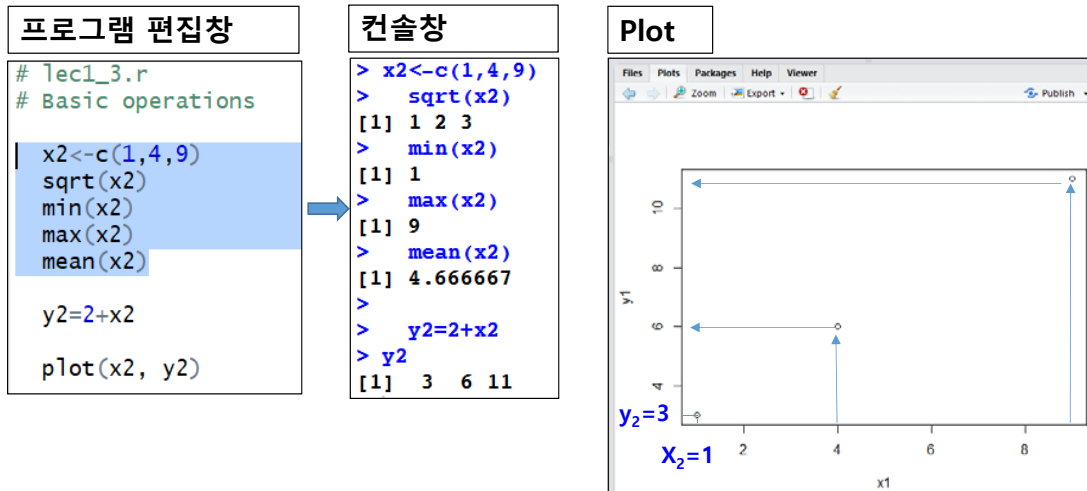 프로그램 편집창
# lec1_3.r
# Basic operations
x2<-c(1,4,9)
sqrt(x2)
min(x2)
max(x2)
mean(x2)
y2=2+x2
plot(x2, y2)
컨솔창
> x2<-c(1,4,9)
> sqrt(x2)
[1] 1 2 3
> min(x2)
[1] 1
> max(x2)
[1] 9
> mean(x2)
[1] 4.666667
>
> y2=2+x2
> y2
[1] 3 6 11
Plot
Files Plots Packages Help Viewer
Zoom Export Publish
10
8
y1
6
4
y₂=3
X₂=1
2 4 6 8
x1